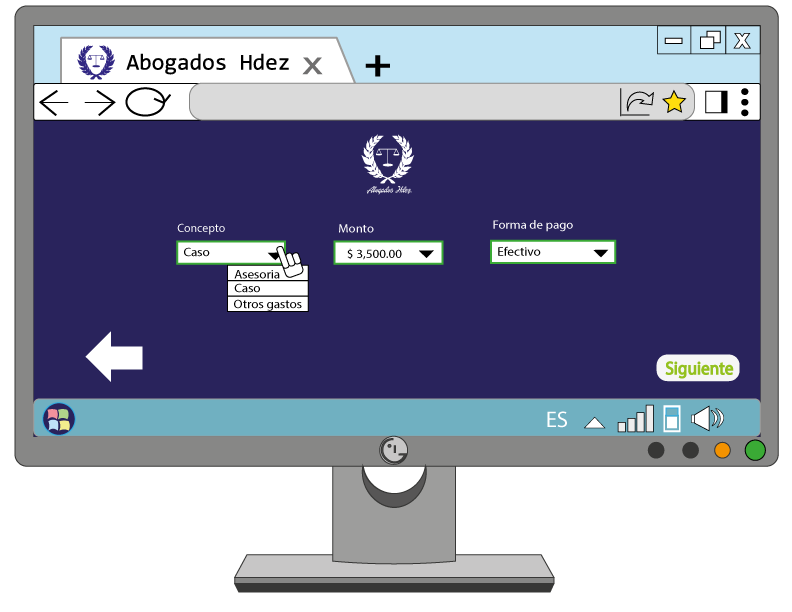 Abogados Hdez X
X
Abogados Hdez.
Concepto
Monto
Forma de pago
Caso
$ 3,500.00
Efectivo
Asesoria
Caso
Otros gastos
Siguiente
ES